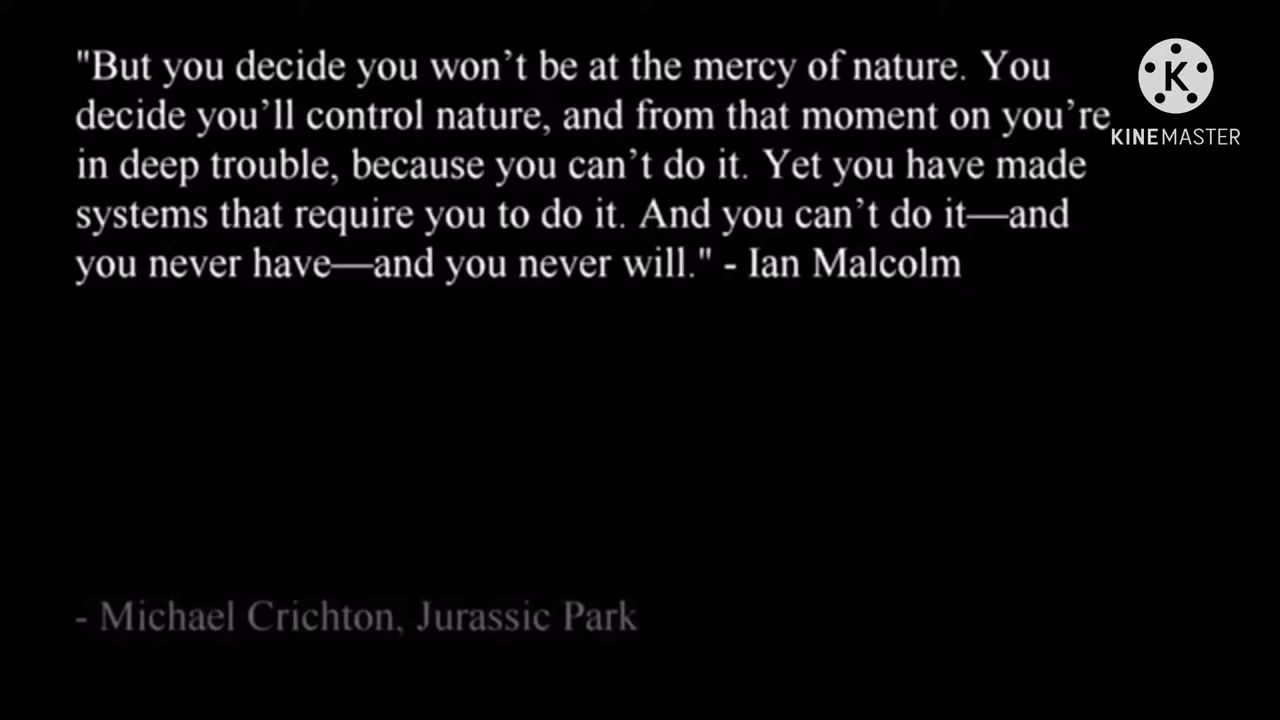 "But you decide you won’t be at the mercy of nature. You
decide you’ll control nature, and from that moment on you’re
in deep trouble, because you can’t do it. Yet you have made
systems that require you to do it. And you can’t do it—and
you never have—and you never will." - Ian Malcolm
K
KINEMASTER
- Michael Crichton, Jurassic Park